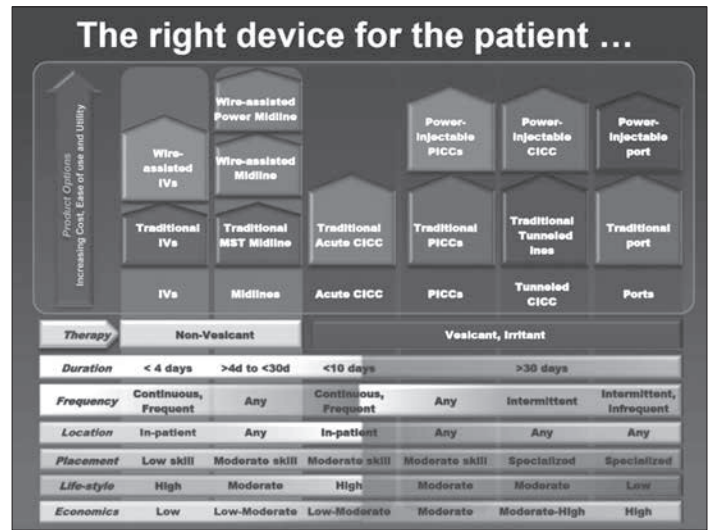 The right device for the patient ...
Product Options
Increasing Cost, Ease of use and Utility
Wire-assisted
Power Midline
Power-
Injectable
PICCs
Power-
Injectable
CICC
Power-
Injectable
port
Wire-
assisted
IVs
Wire-assisted
Midline
Traditional
IVs
Traditional
MST Midline
Traditional
Acute CICC
Traditional
PICCs
Traditional
Tunneled
ines
Traditional
port
IVs
Midlines
Acute CICC
PICCs
Tunneled
CICC
Ports
Therapy
Non-Vesicant
Vesicant, Irritant
Duration
< 4 days
>4d to <30d
<10 days
>30 days
Frequency
Continuous,
Frequent
Any
Continuous,
Frequent
Any
Intermittent
Intermittent,
Infrequent
Location
In-patient
Any
In-patient
Any
Any
Any
Placement
Low skill
Moderate skill
Moderate skill
Moderate skill
Specialized
Specialized
Life-style
High
Moderate
High
Moderate
Moderate
Low
Economics
Low
Low-Moderate
Low-Moderate
Moderate
Moderate-High
High